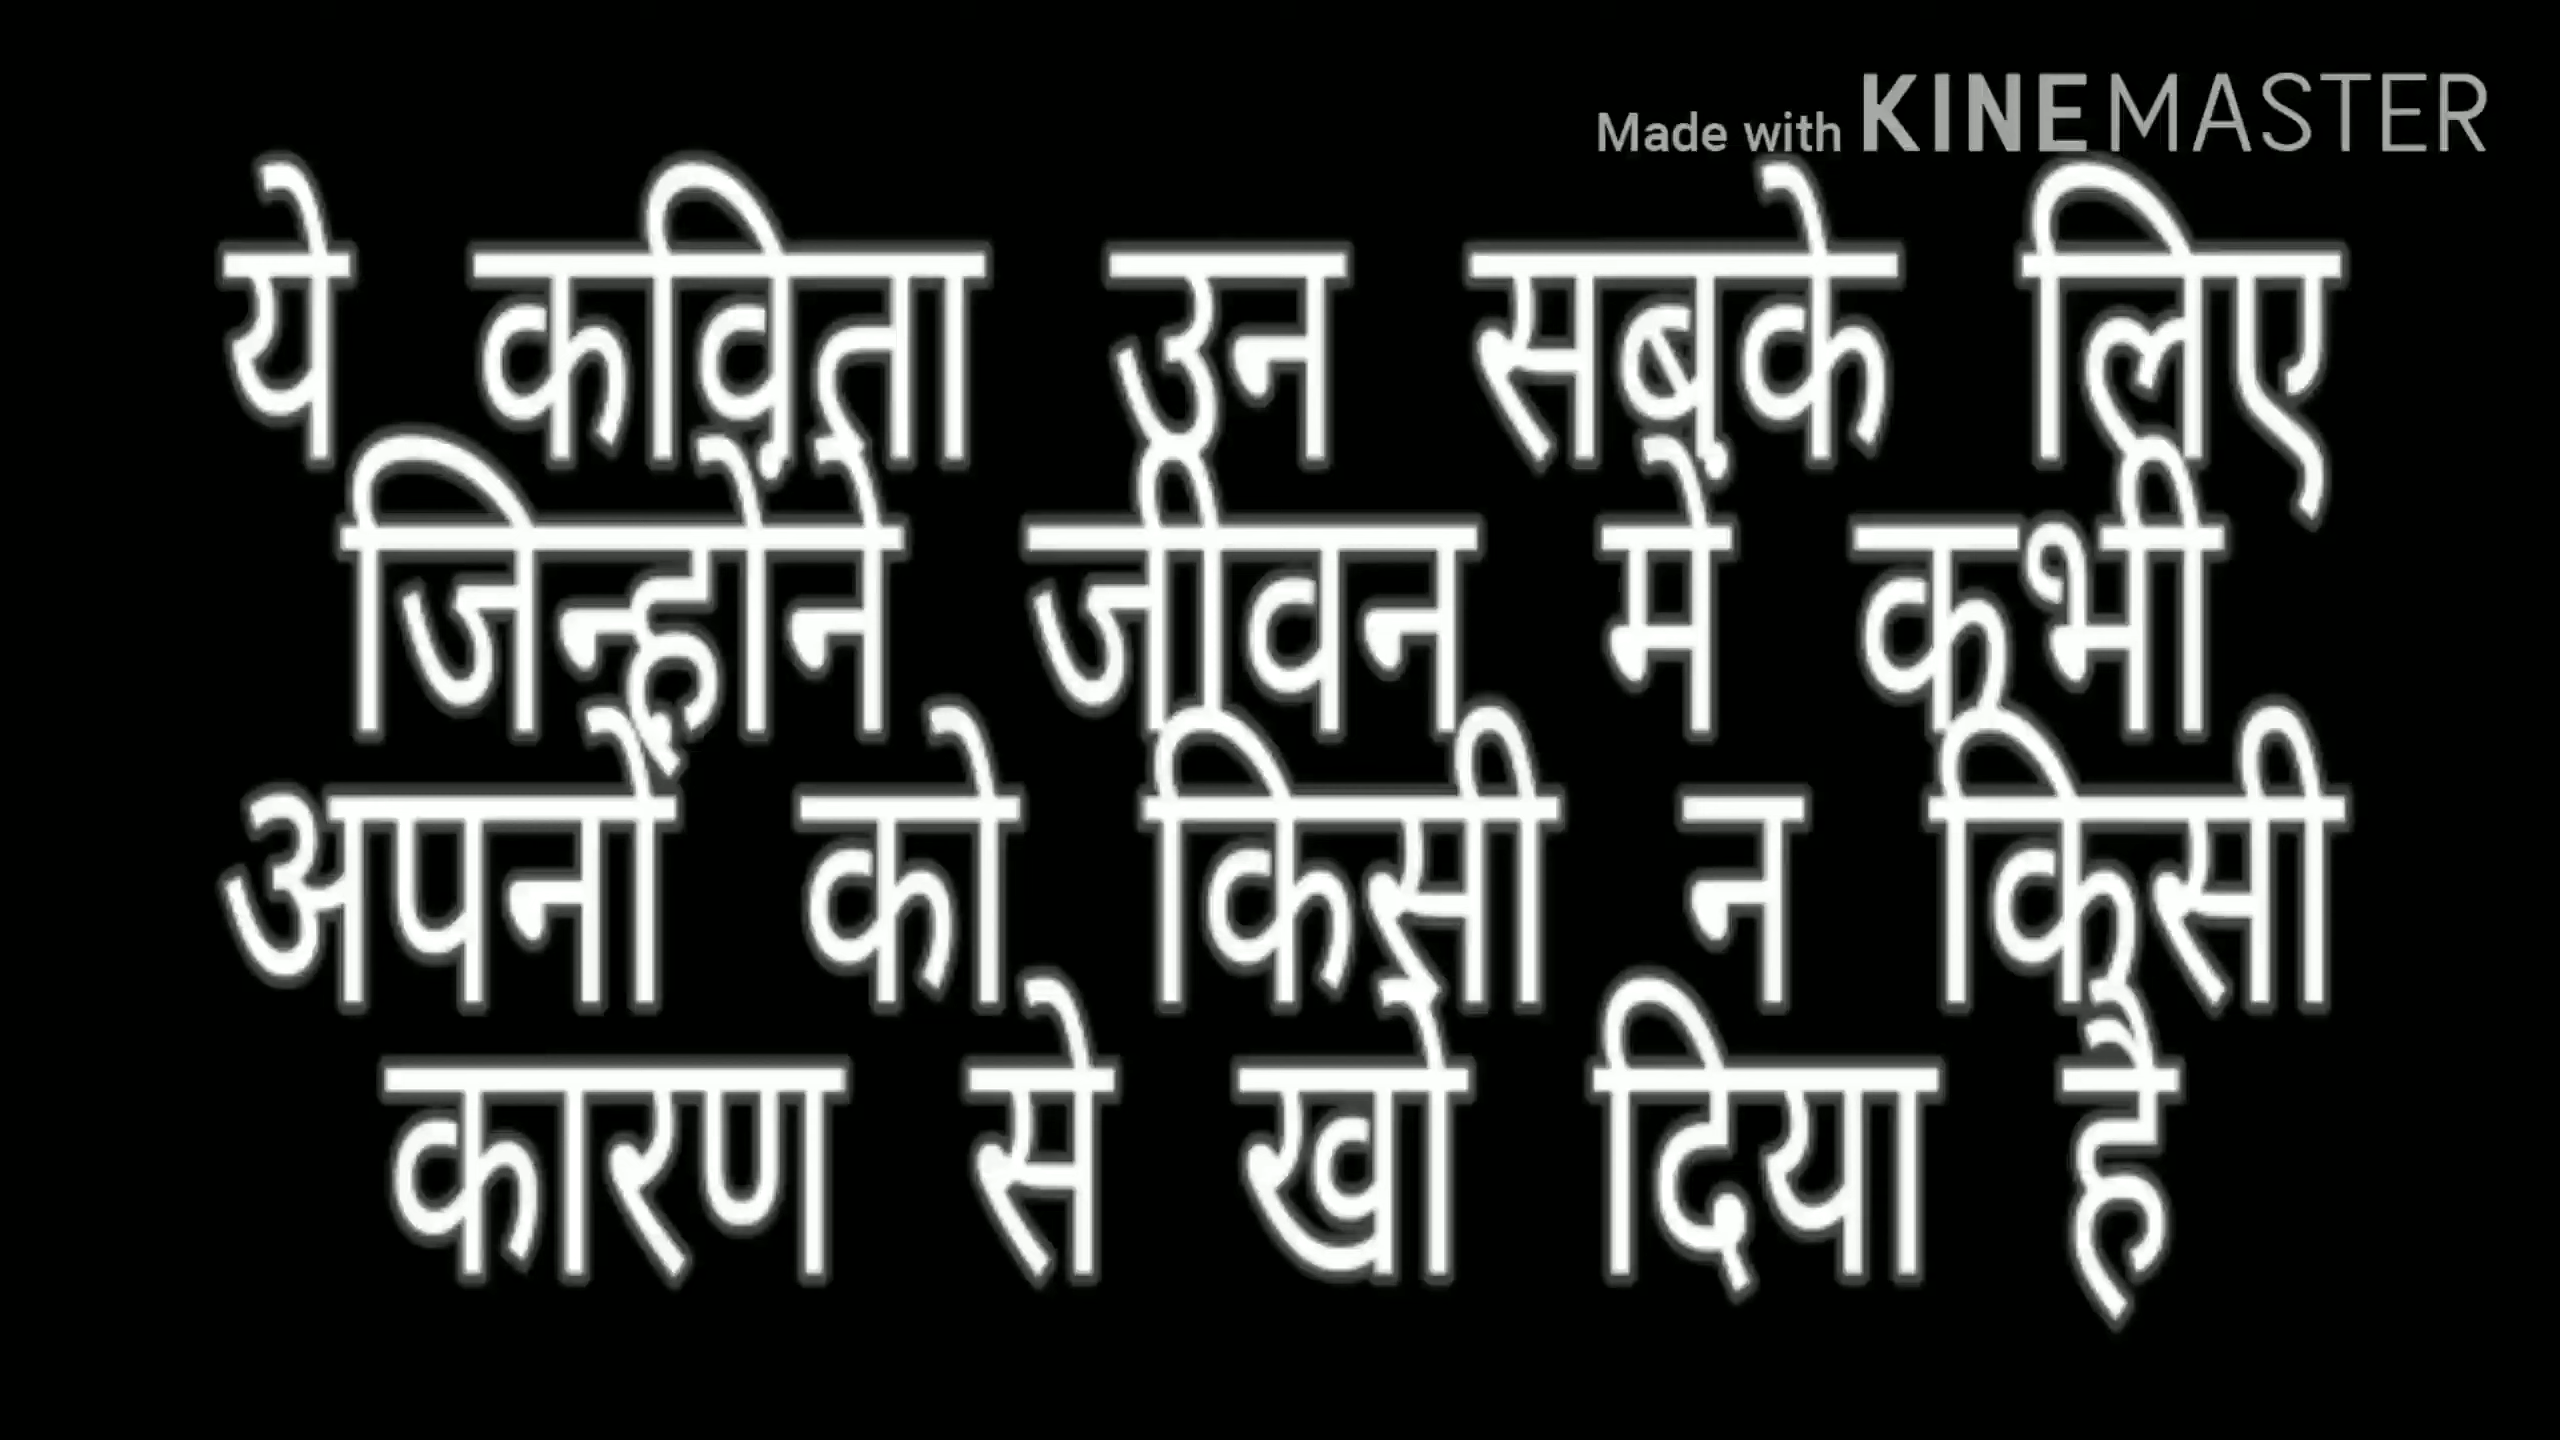 Made with KINEMASTER
ये कविता उन सबके लिए
जिन्होंने जीवन में कभी
अपनों को किसी न किसी
कारण से खो दिया है